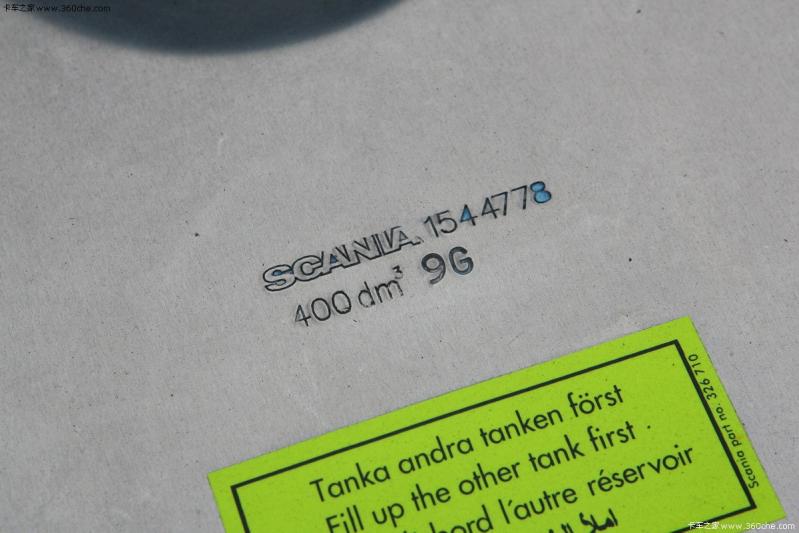 卡车之家 www.360che.com
SCANIA 1544778
400 dm³ 9G
Tanka andra tanken först
Fill up the other tank first .
bord l'autre réservoir
Scania part no. 326 710
卡车之家 www.360che.com